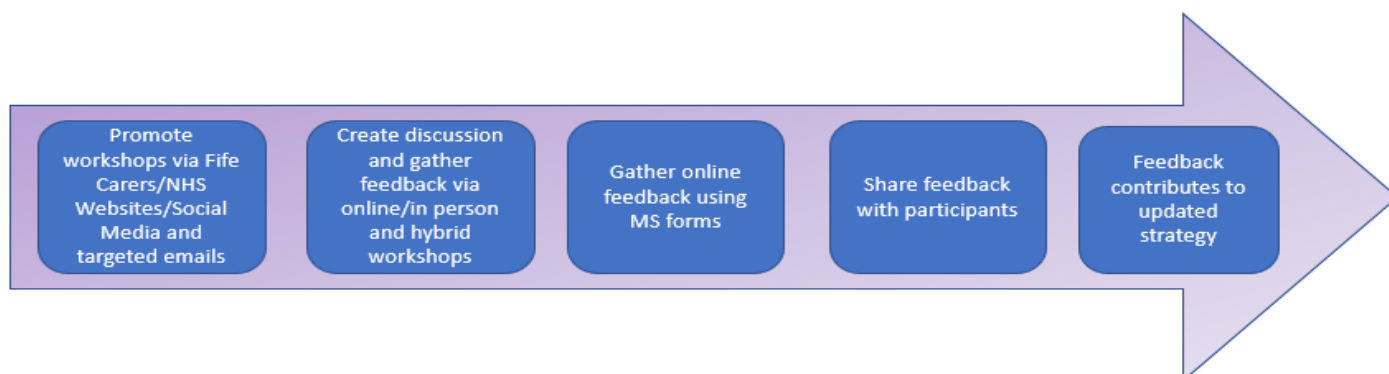 Promote
workshops via Fife
Carers/NHS
Websites/Social
Media and
targeted emails
Create discussion
and gather
feedback via
online/in person
and hybrid
workshops
Gather online
feedback using
MS forms
Share feedback
with participants
Feedback
contributes to
updated
strategy